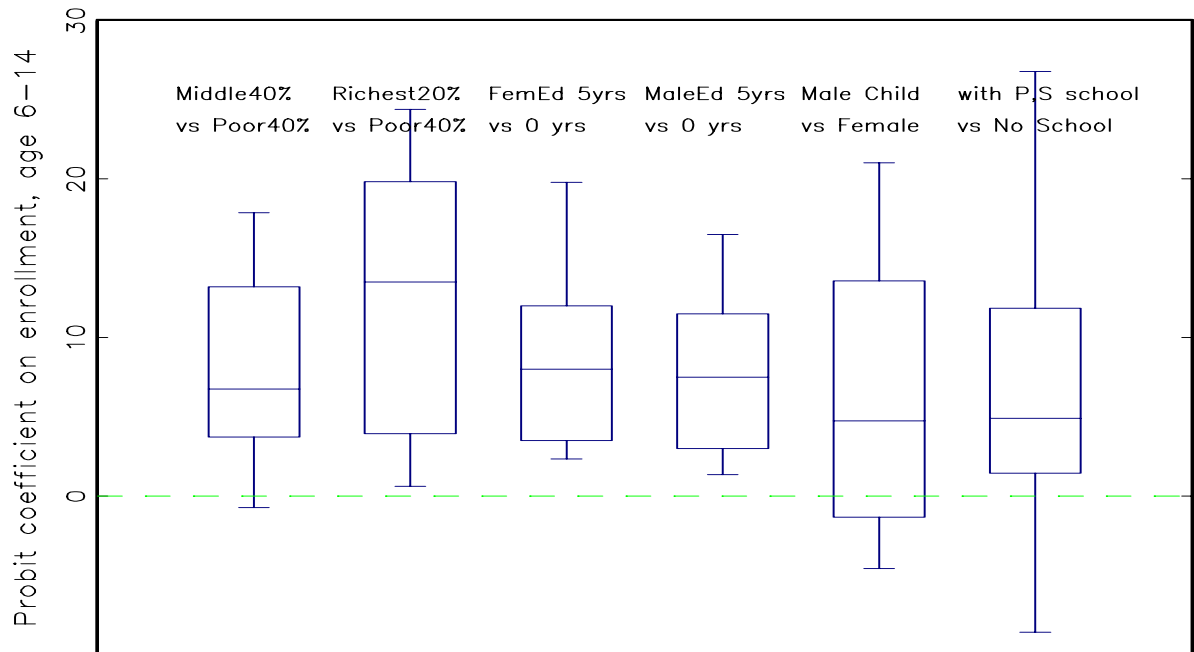 Probit coefficient on enrollment, age 6-14
30
20
10
0
Middle40%
vs Poor40%
Richest20%
vs Poor40%
FemEd 5yrs
vs 0 yrs
MaleEd 5yrs
vs 0 yrs
Male Child
vs Female
with P,S school
vs No School